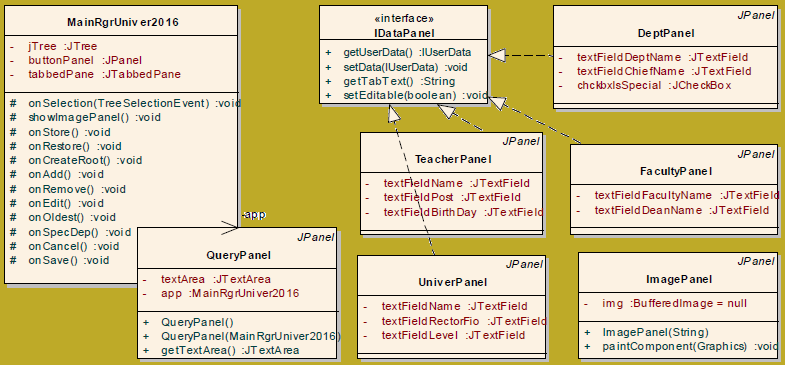 MainRgrUniver2016
- jTree :JTree
- buttonPanel :JPanel
- tabbedPane :JTabbedPane
# onSelection(TreeSelectionEvent) :void
# showImagePanel() :void
# onStore() :void
# onRestore() :void
# onCreateRoot() :void
# onAdd() :void
# onRemove() :void
# onEdit() :void
# onOldest() :void
# onSpecDep() :void
# onCancel() :void
# onSave() :void
«interface»
IDataPanel
+ getUserData() :IUserData
+ setData(IUserData) :void
+ getTabText() :String
+ setEditable(boolean) :void
JPanel
DeptPanel
- textFieldDeptName :JTextField
- textFieldChiefName :JTextField
- chckbxIsSpecial :JCheckBox
JPanel
TeacherPanel
- textFieldName :JTextField
- textFieldPost :JTextField
- textFieldBirthDay :JTextField
JPanel
FacultyPanel
- textFieldFacultyName :JTextField
- textFieldDeanName :JTextField
-app
JPanel
QueryPanel
- textArea :JTextArea
- app :MainRgrUniver2016
+ QueryPanel()
+ QueryPanel(MainRgrUniver2016)
+ getTextArea() :JTextArea
JPanel
UniverPanel
- textFieldName :JTextField
- textFieldRectorFio :JTextField
- textFieldLevel :JTextField
JPanel
ImagePanel
- img :BufferedImage = null
+ ImagePanel(String)
+ paintComponent(Graphics) :void